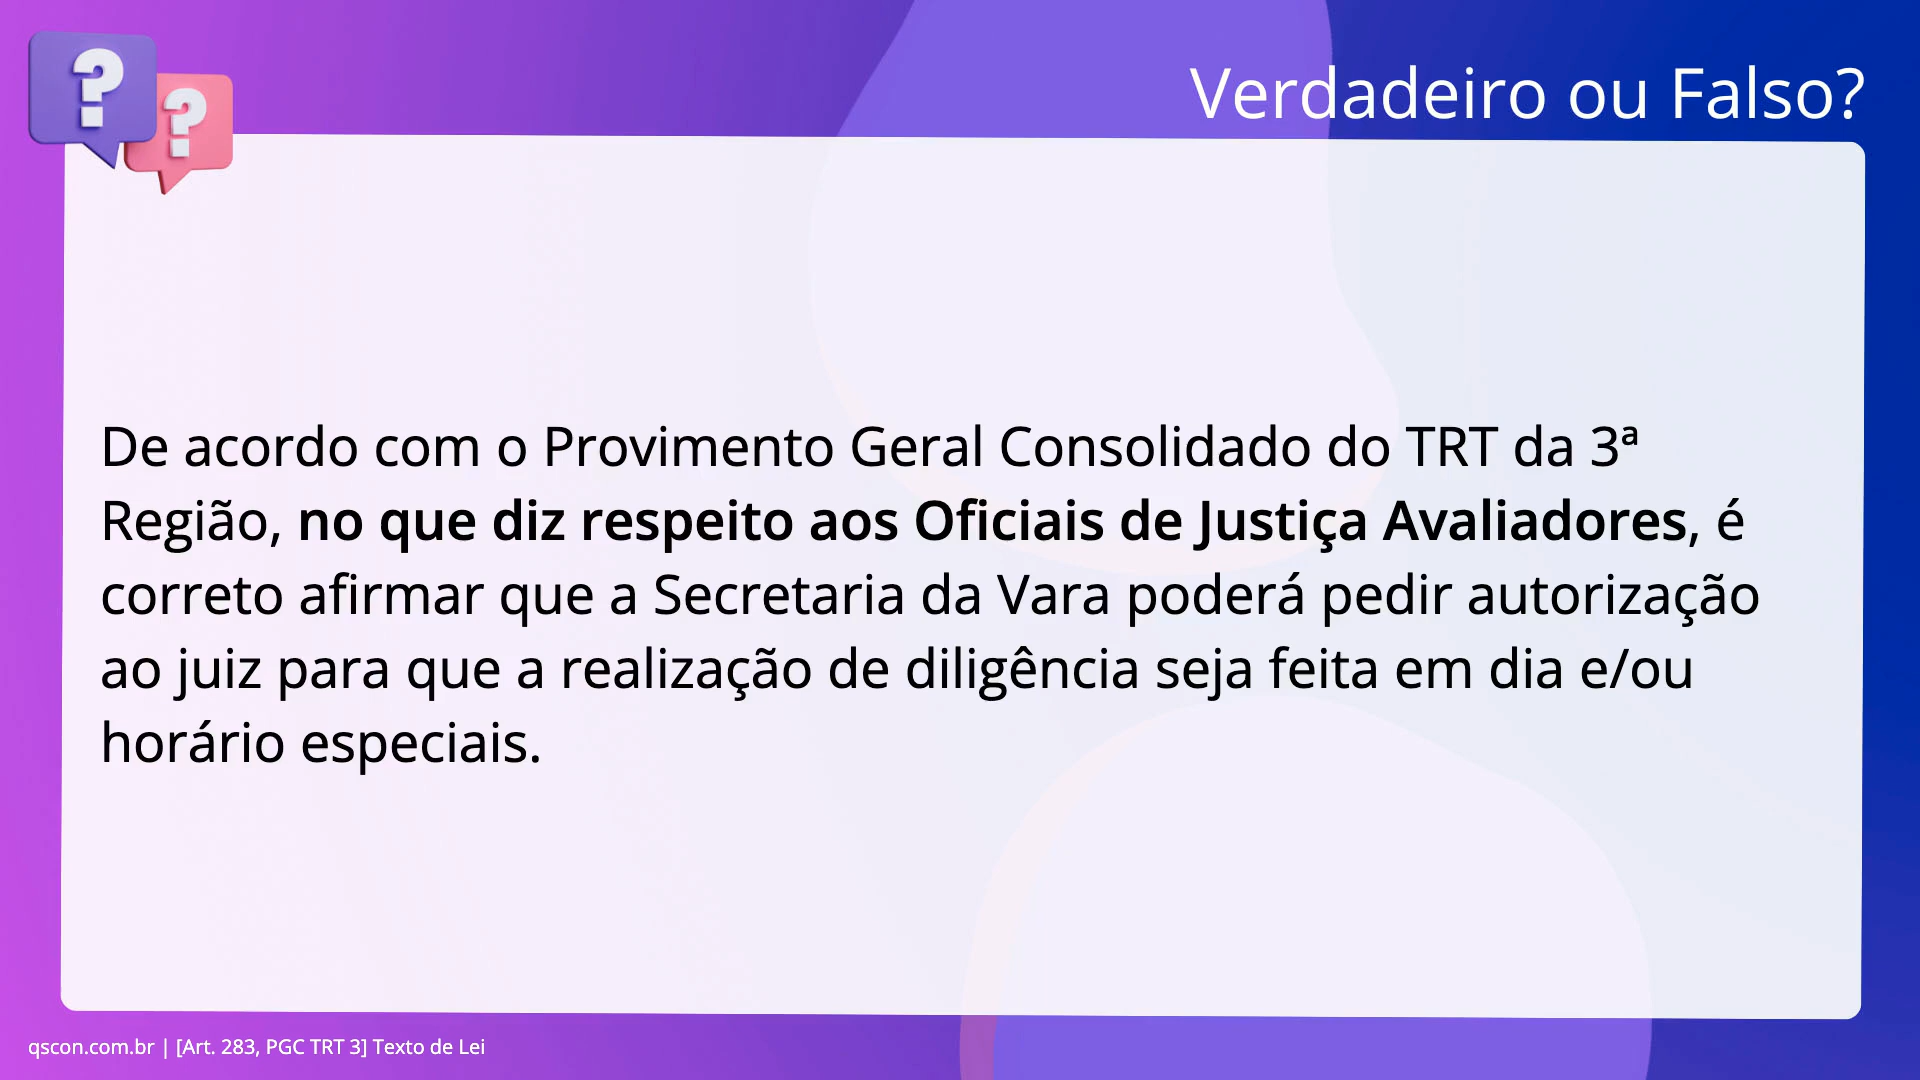 Verdadeiro ou Falso?
De acordo com o Provimento Geral Consolidado do TRT da 3ª
Região, no que diz respeito aos Oficiais de Justiça Avaliadores, é
correto afirmar que a Secretaria da Vara poderá pedir autorização
ao juiz para que a realização de diligência seja feita em dia e/ou
horário especiais.
qscon.com.br | [Art. 283, PGC TRT 3] Texto de Lei